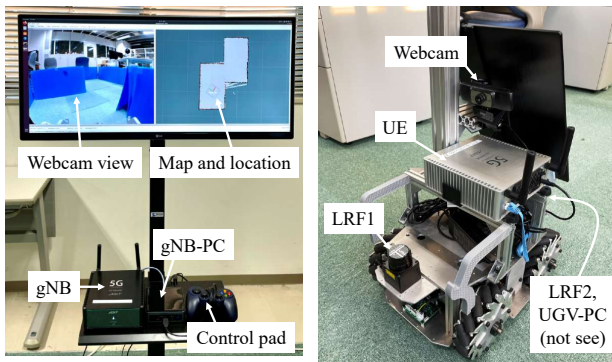 Webcam view
Map and location
gNB-PC
gNB
5G
Control pad
Webcam
UE
5G
LRF1
LRF2,
UGV-PC
(not see)